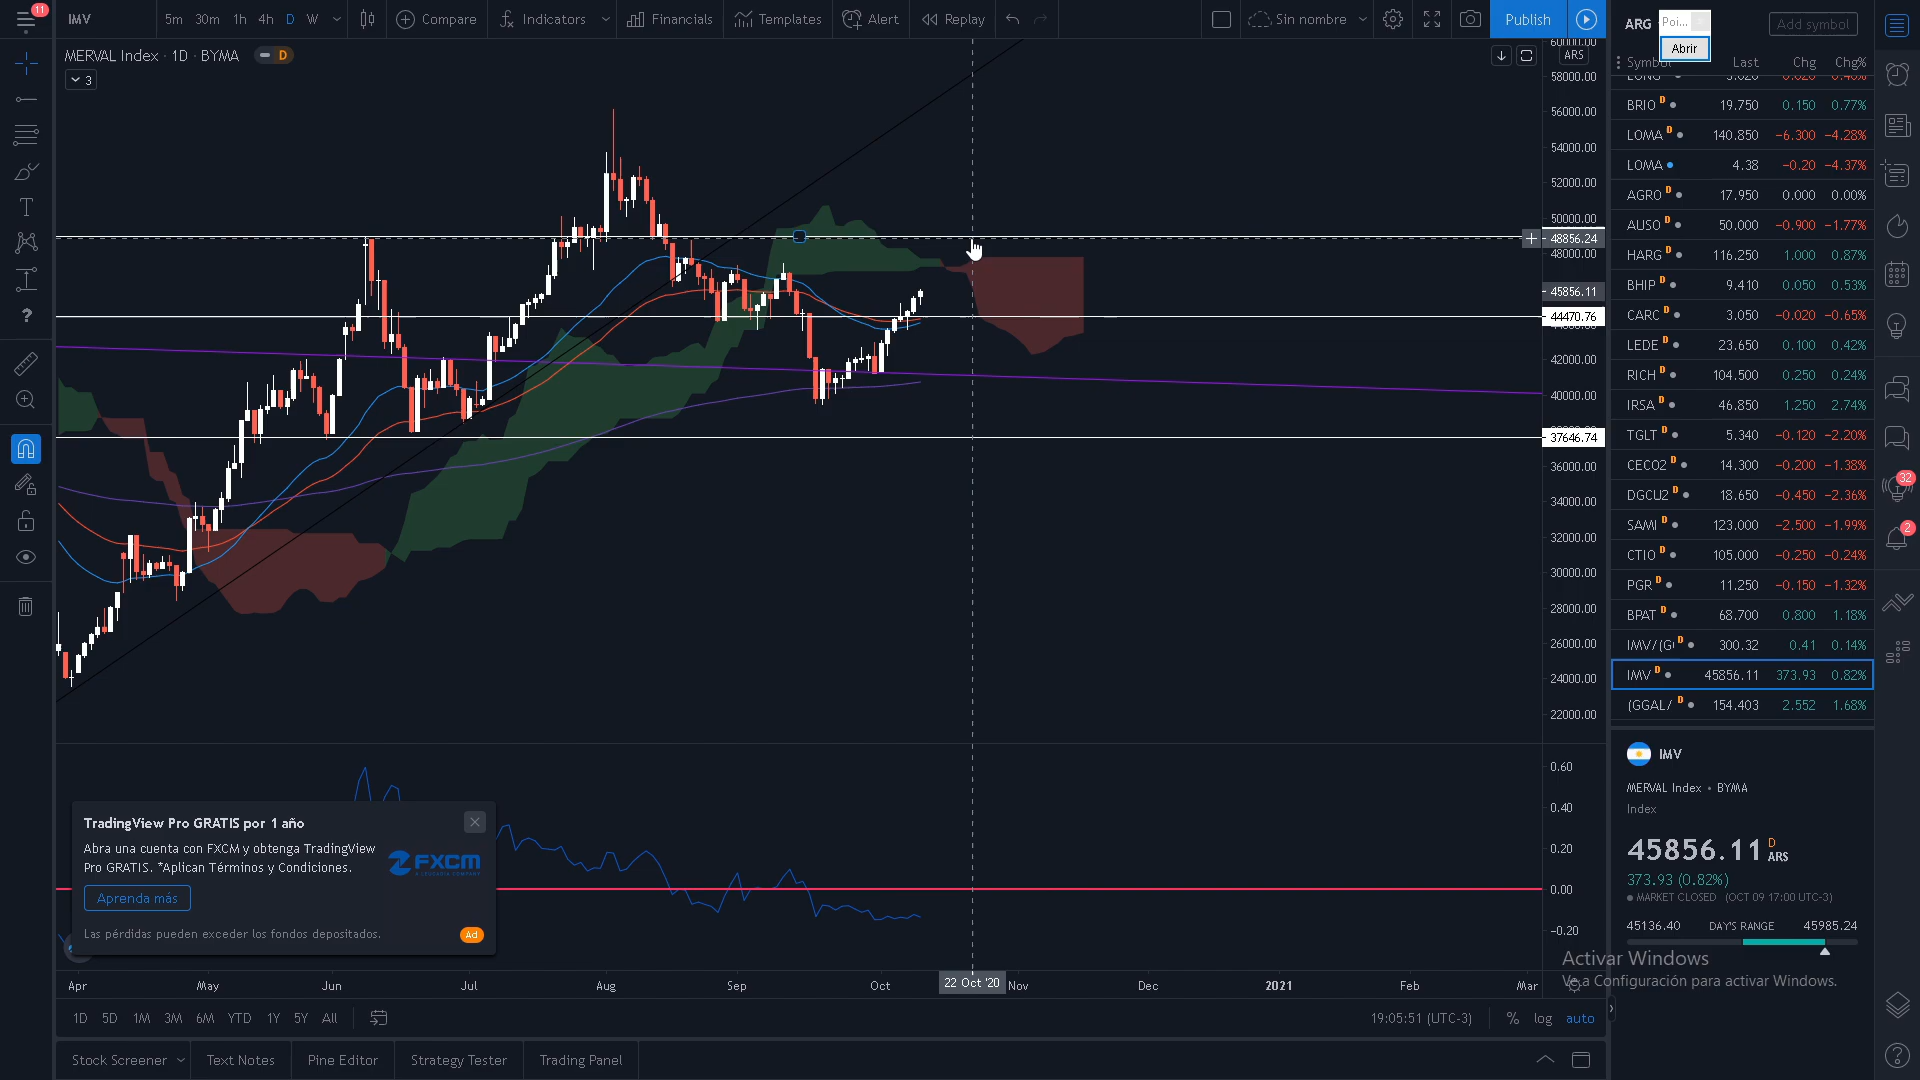 11
IMV
5m 30m 1h 4h D W
Compare
Indicators
Financials
Templates
Alert
Replay
Sin nombre
Publish
ARG
Poi...
Abrir
Add symbol
MERVAL Index · 1D · BYMA
D
3
ARS
60000.00
58000.00
56000.00
54000.00
52000.00
50000.00
48856.24
48000.00
45856.11
44470.76
42000.00
40000.00
37646.74
36000.00
34000.00
32000.00
30000.00
28000.00
26000.00
24000.00
22000.00
0.60
0.40
0.20
0.00
-0.20
Symbol Last Chg Chg%
LONG 3.020 0.020 0.40%
BRIO D 19.750 0.150 0.77%
LOMA D 140.850 −6.300 −4.28%
LOMA 4.38 −0.20 −4.37%
AGRO D 17.950 0.000 0.00%
AUSO D 50.000 −0.900 −1.77%
HARG D 116.250 1.000 0.87%
BHIP D 9.410 0.050 0.53%
CARC D 3.050 −0.020 −0.65%
LEDE D 23.650 0.100 0.42%
RICH D 104.500 0.250 0.24%
IRSA D 46.850 1.250 2.74%
TGLT D 5.340 −0.120 −2.20%
CECO2 D 14.300 −0.200 −1.38%
DGCU2 D 18.650 −0.450 −2.36%
SAMI D 123.000 −2.500 −1.99%
CTIO D 105.000 −0.250 −0.24%
PGR D 11.250 −0.150 −1.32%
BPAT D 68.700 0.800 1.18%
IMV/(G D 300.32 0.41 0.14%
IMV D 45856.11 373.93 0.82%
(GGAL/ D 154.403 2.552 1.68%
32
2
IMV
MERVAL Index • BYMA
Index
45856.11 D ARS
373.93 (0.82%)
MARKET CLOSED (OCT 09 17:00 UTC-3)
45136.40 DAY'S RANGE 45985.24
Activar Windows
Ve a Configuración para activar Windows.
TradingView Pro GRATIS por 1 año
Abra una cuenta con FXCM y obtenga TradingView
Pro GRATIS. *Aplican Términos y Condiciones.
FXCM
Aprenda más
Las pérdidas pueden exceder los fondos depositados.
Ad
Apr May Jun Jul Aug Sep Oct 22 Oct '20 Nov Dec 2021 Feb Mar
1D 5D 1M 3M 6M YTD 1Y 5Y All
19:05:51 (UTC-3) % log auto
Stock Screener Text Notes Pine Editor Strategy Tester Trading Panel